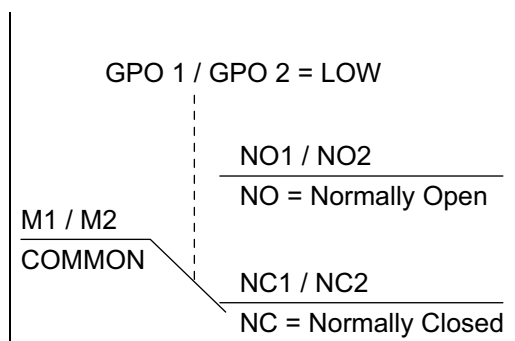 GPO 1 / GPO 2 = LOW
NO1 / NO2
NO = Normally Open
M1 / M2
COMMON
NC1 / NC2
NC = Normally Closed